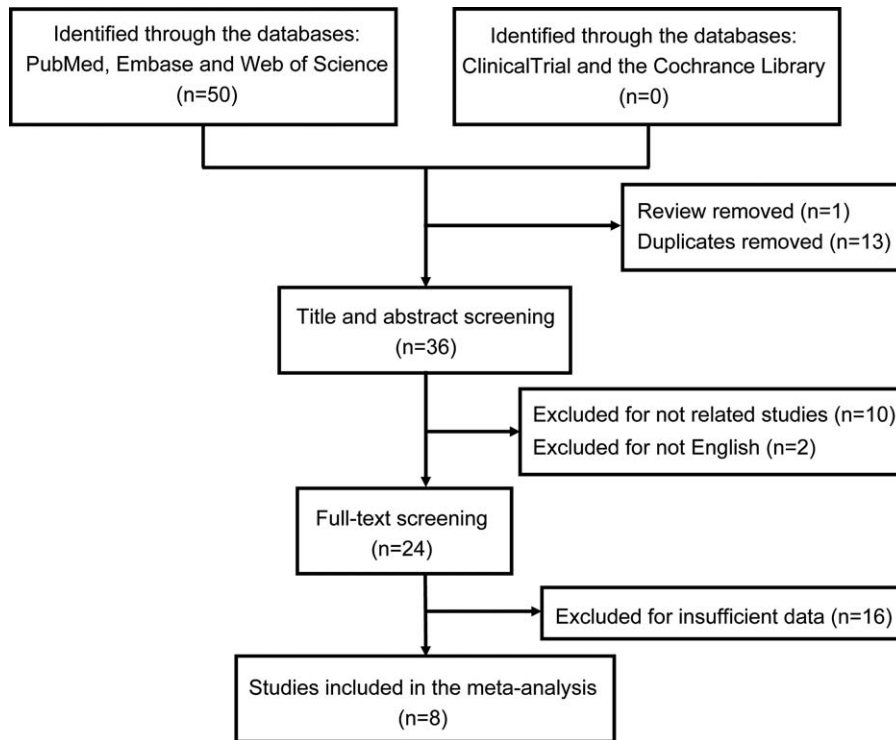 Identified through the databases:
PubMed, Embase and Web of Science
(n=50)
Identified through the databases:
ClinicalTrial and the Cochrance Library
(n=0)
Review removed (n=1)
Duplicates removed (n=13)
Title and abstract screening
(n=36)
Excluded for not related studies (n=10)
Excluded for not English (n=2)
Full-text screening
(n=24)
Excluded for insufficient data (n=16)
Studies included in the meta-analysis
(n=8)